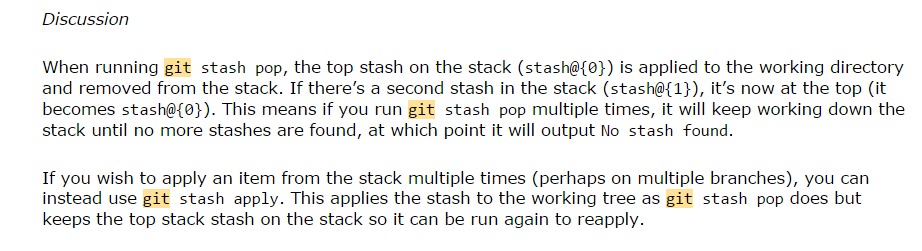 Discussion
When running git stash pop, the top stash on the stack (stash@{0}) is applied to the working directory
and removed from the stack. If there’s a second stash in the stack (stash@{1}), it’s now at the top (it
becomes stash@{0}). This means if you run git stash pop multiple times, it will keep working down the
stack until no more stashes are found, at which point it will output No stash found.
If you wish to apply an item from the stack multiple times (perhaps on multiple branches), you can
instead use git stash apply. This applies the stash to the working tree as git stash pop does but
keeps the top stack stash on the stack so it can be run again to reapply.